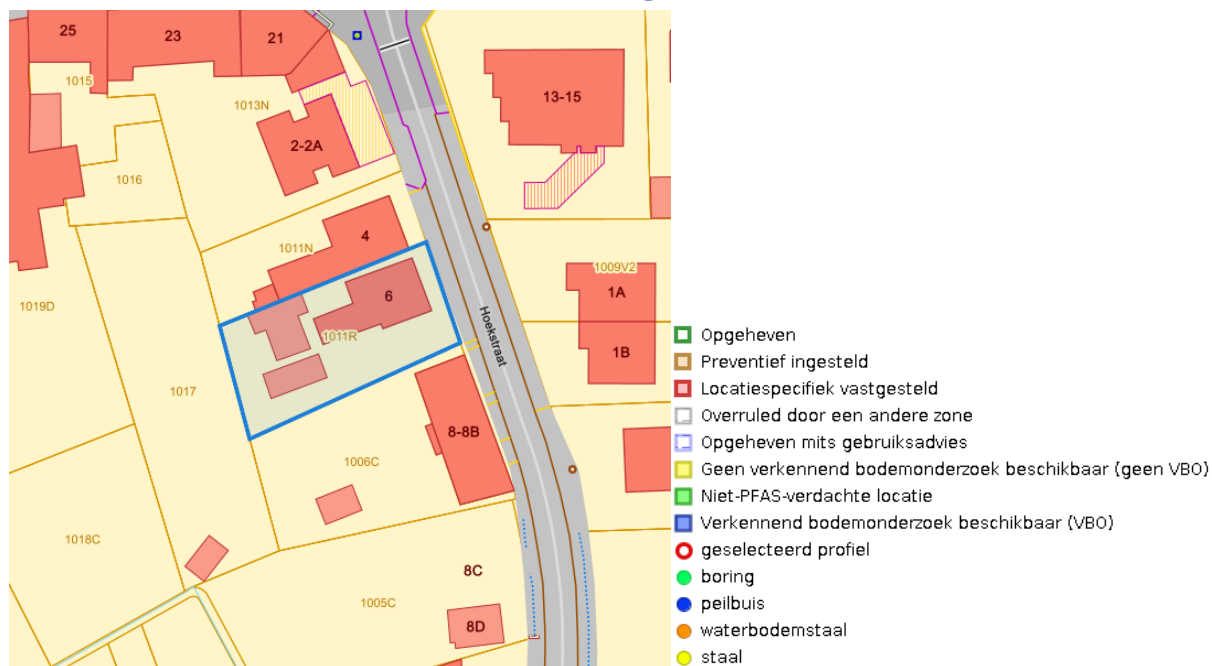 25
23
21
1015
1013N
13-15
2-2A
1016
4
1011N
1009V2
6
1A
1019D
Hoekstraat
1011R
1B
1017
8-8B
1006C
1018C
8C
1005C
8D
Opgeheven
Preventief ingesteld
Locatiespecifiek vastgesteld
Overruled door een andere zone
Opgeheven mits gebruiksadvies
Geen verkennend bodemonderzoek beschikbaar (geen VBO)
Niet-PFAS-verdachte locatie
Verkennend bodemonderzoek beschikbaar (VBO)
geselecteerd profiel
boring
peilbuis
waterbodemstaal
staal